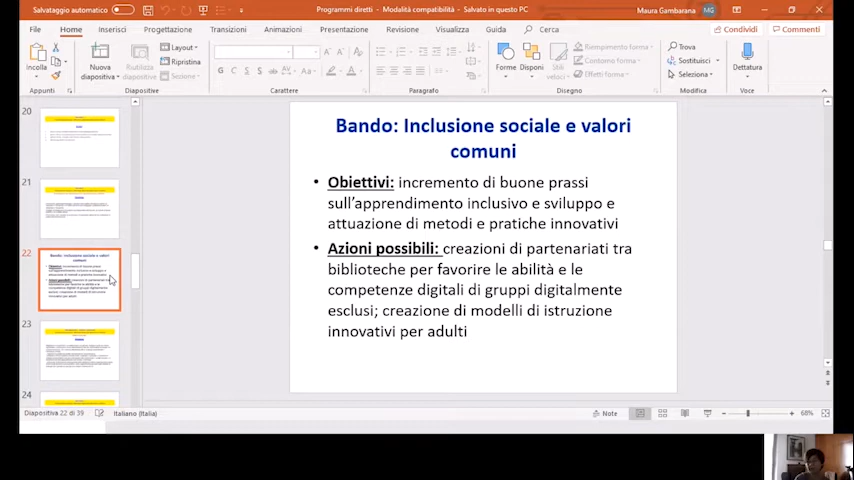 Salvataggio automatico
Programmi diretti - Modalità compatibilità - Salvato in questo PC
Maura Gambarana MG
File Home Inserisci Progettazione Transizioni Animazioni Presentazione Revisione Visualizza Guida Cerca Condividi Commenti
Incolla
Nuova diapositiva
Riutilizza diapositiva
Layout
Ripristina
Sezione
Forme
Disponi
Stili veloci
Riempimento forma
Contorno forma
Effetti forma
Trova
Sostituisci
Seleziona
Dettatura
Appunti Diapositive Carattere Paragrafo Disegno Modifica Voce
20
21
22
23
24
Bando: Inclusione sociale e valori
comuni
• Obiettivi: incremento di buone prassi
sull'apprendimento inclusivo e sviluppo e
attuazione di metodi e pratiche innovativi
• Azioni possibili: creazioni di partenariati tra
biblioteche per favorire le abilità e le
competenze digitali di gruppi digitalmente
esclusi; creazione di modelli di istruzione
innovativi per adulti
Diapositiva 22 di 39 Italiano (Italia) Note 68%